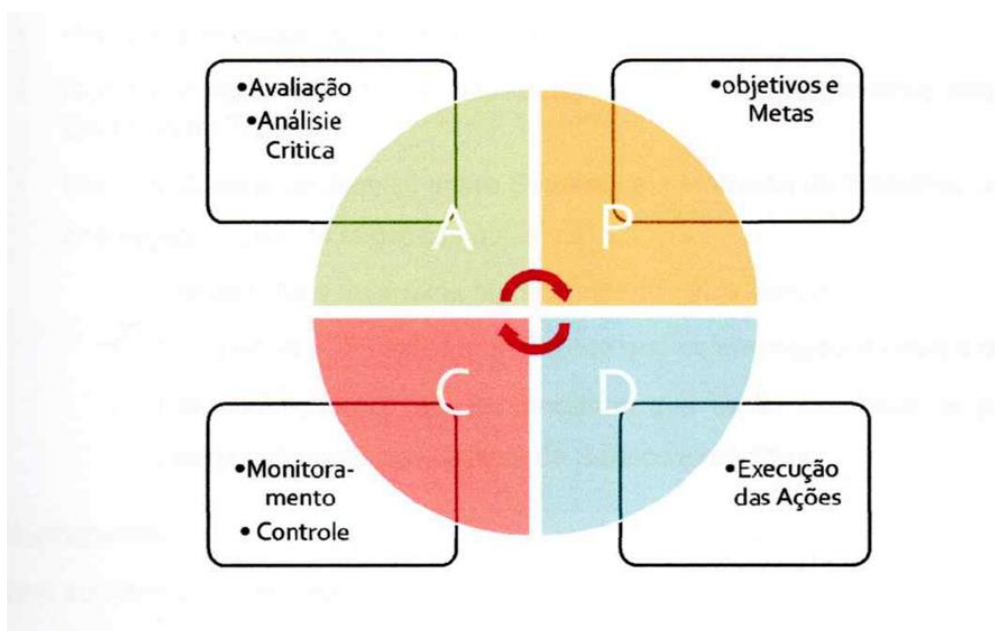 •Avaliação
•Análisie
Critica
A
•objetivos e
Metas
P
C
•Monitora-
mento
• Controle
D
•Execução
das Ações